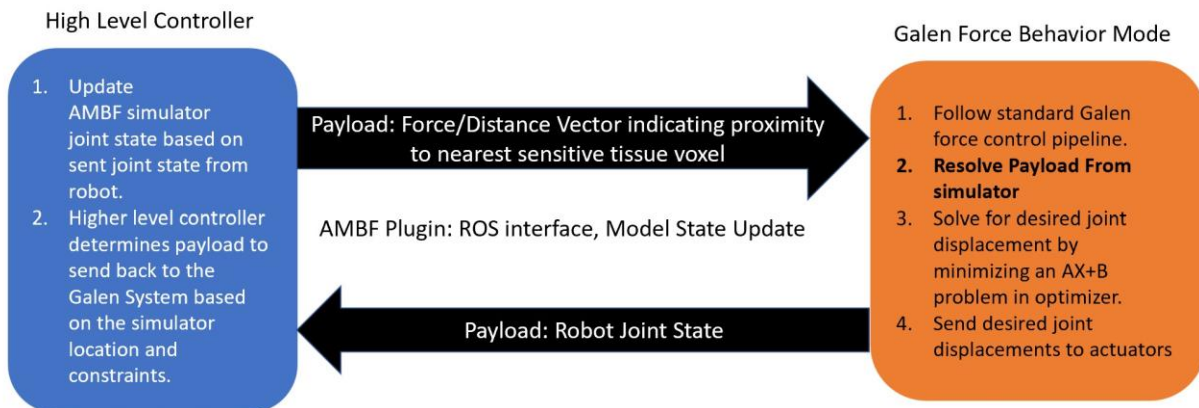 High Level Controller
1. Update
AMBF simulator
joint state based on
sent joint state from
robot.
2. Higher level controller
determines payload to
send back to the
Galen System based
on the simulator
location and
constraints.
Payload: Force/Distance Vector indicating proximity
to nearest sensitive tissue voxel
AMBF Plugin: ROS interface, Model State Update
Payload: Robot Joint State
Galen Force Behavior Mode
1. Follow standard Galen
force control pipeline.
2. Resolve Payload From
simulator
3. Solve for desired joint
displacement by
minimizing an AX+B
problem in optimizer.
4. Send desired joint
displacements to actuators